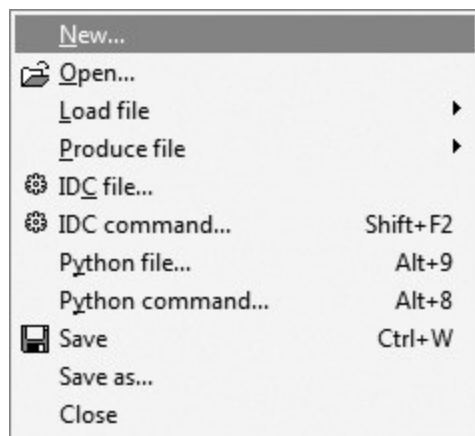 New...
Open...
Load file
Produce file
IDC file...
IDC command... Shift+F2
Python file... Alt+9
Python command... Alt+8
Save Ctrl+W
Save as...
Close